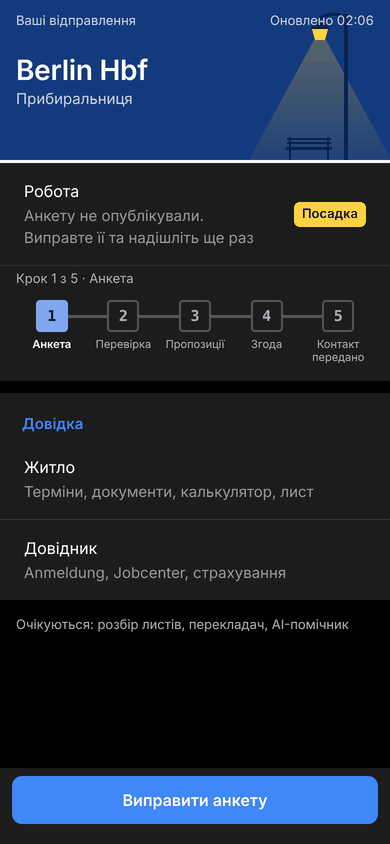 Ваші відправлення
Оновлено 02:06
Berlin Hbf
Прибиральниця
Робота
Анкету не опублікували.
Виправте її та надішліть ще раз
Посадка
Крок 1 з 5 · Анкета
1
2
3
4
5
Анкета
Перевірка
Пропозиції
Згода
Контакт
передано
Довідка
Житло
Терміни, документи, калькулятор, лист
Довідник
Anmeldung, Jobcenter, страхування
Очікуються: розбір листів, перекладач, AI-помічник
Виправити анкету